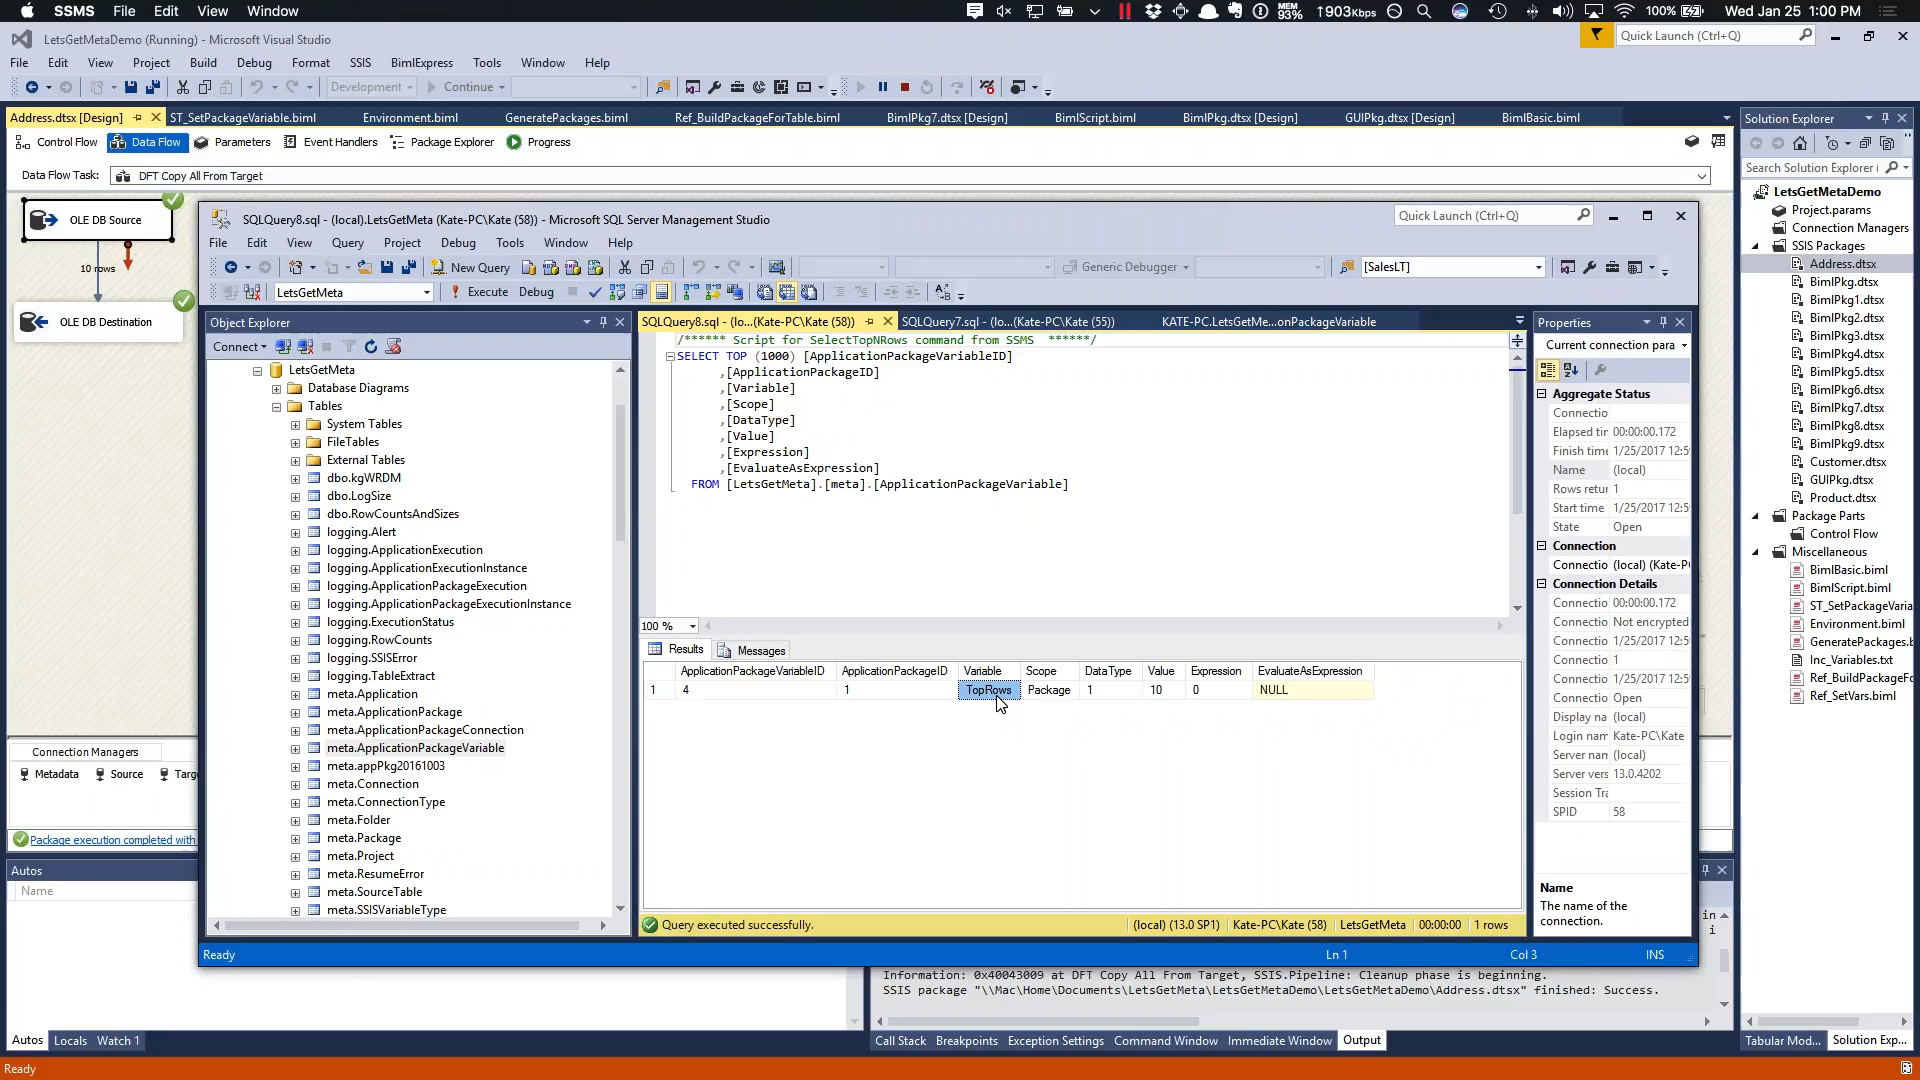 SSMS File Edit View Window
MEM 93% ↑903Kbps 100% Wed Jan 25 1:00 PM
LetsGetMetaDemo (Running) - Microsoft Visual Studio
Quick Launch (Ctrl+Q)
File Edit View Project Build Debug Format SSIS BimlExpress Tools Window Help
Development Continue
Address.dtsx [Design] ST_SetPackageVariable.biml Environment.biml GeneratePackages.biml Ref_BuildPackageForTable.biml BimlPkg7.dtsx [Design] BimlScript.biml BimlPkg.dtsx [Design] GUIPkg.dtsx [Design] BimlBasic.biml
Control Flow Data Flow Parameters Event Handlers Package Explorer Progress
Data Flow Task: DFT Copy All From Target
OLE DB Source
10 rows
OLE DB Destination
Connection Managers
Metadata Source
Package execution completed with
Autos
Name
Autos Locals Watch 1
Ready
SQLQuery8.sql - (local).LetsGetMeta (Kate-PC\Kate (58)) - Microsoft SQL Server Management Studio
Quick Launch (Ctrl+Q)
File Edit View Query Project Debug Tools Window Help
New Query Generic Debugger [SalesLT]
LetsGetMeta Execute Debug
Object Explorer
Connect
LetsGetMeta
Database Diagrams
Tables
System Tables
FileTables
External Tables
dbo.kgWRDM
dbo.LogSize
dbo.RowCountsAndSizes
logging.Alert
logging.ApplicationExecution
logging.ApplicationExecutionInstance
logging.ApplicationPackageExecution
logging.ApplicationPackageExecutionInstance
logging.ExecutionStatus
logging.RowCounts
logging.SSISError
logging.TableExtract
meta.Application
meta.ApplicationPackage
meta.ApplicationPackageConnection
meta.ApplicationPackageVariable
meta.appPkg20161003
meta.Connection
meta.ConnectionType
meta.Folder
meta.Package
meta.Project
meta.ResumeError
meta.SourceTable
meta.SSISVariableType
SQLQuery8.sql - (lo...(Kate-PC\Kate (58)) SQLQuery7.sql - (lo...(Kate-PC\Kate (55)) KATE-PC.LetsGetMe...onPackageVariable
/****** Script for SelectTopNRows command from SSMS ******/
SELECT TOP (1000) [ApplicationPackageVariableID]
,[ApplicationPackageID]
,[Variable]
,[Scope]
,[DataType]
,[Value]
,[Expression]
,[EvaluateAsExpression]
FROM [LetsGetMeta].[meta].[ApplicationPackageVariable]
100 %
Results Messages
ApplicationPackageVariableID ApplicationPackageID Variable Scope DataType Value Expression EvaluateAsExpression
1 4 1 TopRows Package 1 10 0 NULL
Query executed successfully. (local) (13.0 SP1) Kate-PC\Kate (58) LetsGetMeta 00:00:00 1 rows
Ready Ln 1 Col 3 INS
Properties
Current connection para
Aggregate Status
Connectio
Elapsed tin 00:00:00.172
Finish time 1/25/2017 12:5
Name (local)
Rows retur 1
Start time 1/25/2017 12:5
State Open
Connection
Connectio (local) (Kate-P
Connection Details
Connectio 00:00:00.172
Connectio Not encrypted
Connectio 1/25/2017 12:5
Connectio 1
Connectio 1/25/2017 12:5
Connectio Open
Display na (local)
Login nam Kate-PC\Kate
Server nam (local)
Server vers 13.0.4202
Session Tra
SPID 58
Name
The name of the
connection.
Information: 0x40043009 at DFT Copy All From Target, SSIS.Pipeline: Cleanup phase is beginning.
SSIS package "\\Mac\Home\Documents\LetsGetMeta\LetsGetMetaDemo\LetsGetMetaDemo\Address.dtsx" finished: Success.
Call Stack Breakpoints Exception Settings Command Window Immediate Window Output
Solution Explorer
Search Solution Explorer (
LetsGetMetaDemo
Project.params
Connection Managers
SSIS Packages
Address.dtsx
BimlPkg.dtsx
BimlPkg1.dtsx
BimlPkg2.dtsx
BimlPkg3.dtsx
BimlPkg4.dtsx
BimlPkg5.dtsx
BimlPkg6.dtsx
BimlPkg7.dtsx
BimlPkg8.dtsx
BimlPkg9.dtsx
Customer.dtsx
GUIPkg.dtsx
Product.dtsx
Package Parts
Control Flow
Miscellaneous
BimlBasic.biml
BimlScript.biml
ST_SetPackageVaria
Environment.biml
GeneratePackages.b
Inc_Variables.txt
Ref_BuildPackageFo
Ref_SetVars.biml
Tabular Mod... Solution Exp...